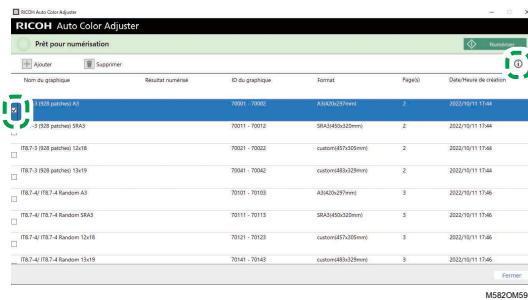 RICOH Auto Color Adjuster
RICOH Auto Color Adjuster
Prêt pour numérisation
Numériser
Ajouter Supprimer
Nom du graphique Résultat numérisé ID du graphique Format Page(s) Date/Heure de création
-3 (928 patches) A3 70001 - 70002 A3(420x297mm) 2 2022/10/11 17:44
-3 (928 patches) SRA3 70011 - 70012 SRA3(450x320mm) 2 2022/10/11 17:44
IT8.7-3 (928 patches) 12x18 70021 - 70022 custom(457x305mm) 2 2022/10/11 17:44
IT8.7-3 (928 patches) 13x19 70041 - 70042 custom(483x329mm) 2 2022/10/11 17:44
IT8.7-4/ IT8.7-4 Random A3 70101 - 70103 A3(420x297mm) 3 2022/10/11 17:46
IT8.7-4/ IT8.7-4 Random SRA3 70111 - 70113 SRA3(450x320mm) 3 2022/10/11 17:46
IT8.7-4/ IT8.7-4 Random 12x18 70121 - 70123 custom(457x305mm) 3 2022/10/11 17:46
IT8.7-4/ IT8.7-4 Random 13x19 70141 - 70143 custom(483x329mm) 3 2022/10/11 17:46
Fermer
M582OM59